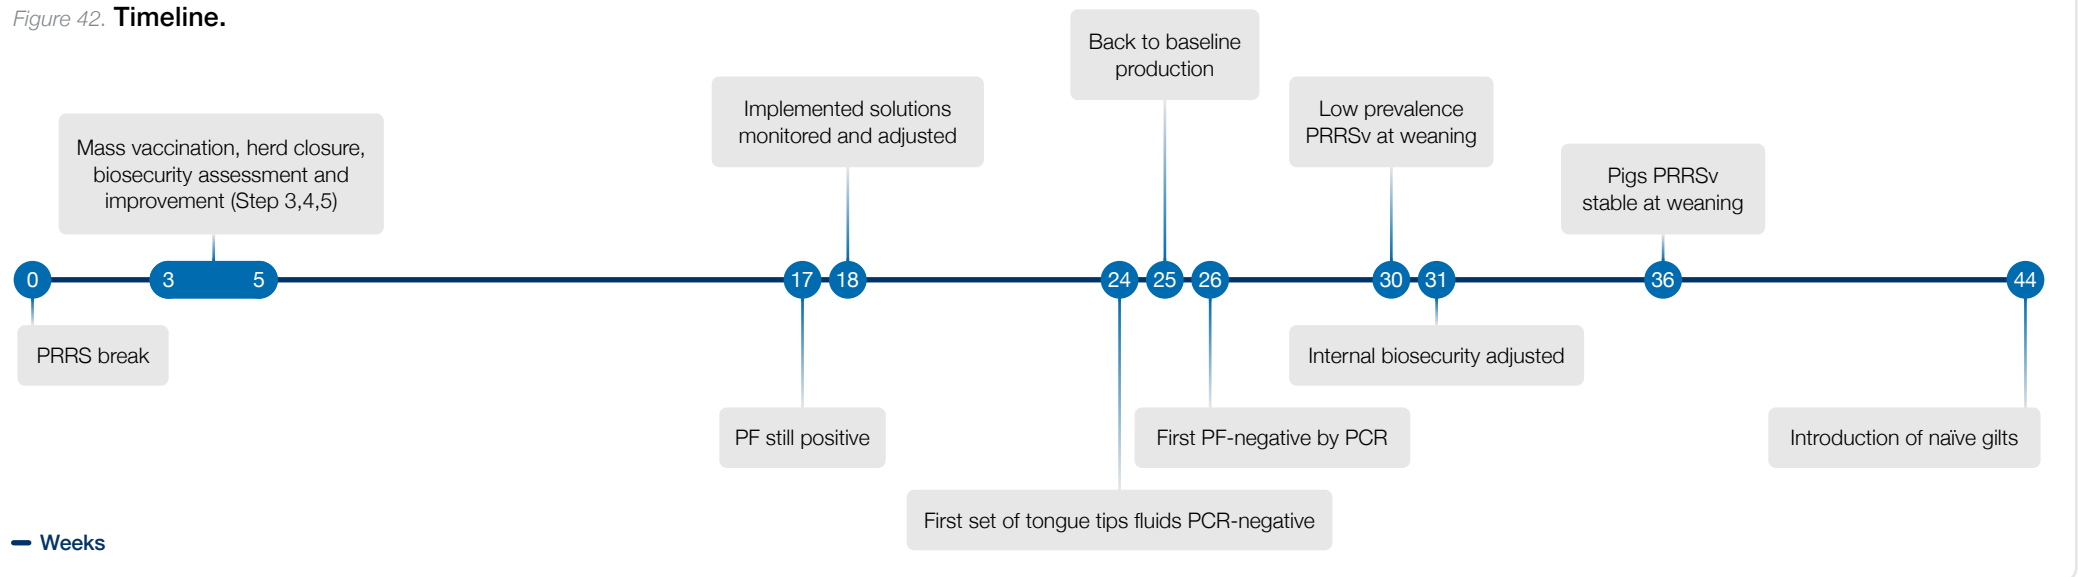 Figure 42. Timeline.
Back to baseline
production
Implemented solutions
monitored and adjusted
Low prevalence
PRRSv at weaning
Mass vaccination, herd closure,
biosecurity assessment and
improvement (Step 3,4,5)
Pigs PRRSv
stable at weaning
0 3 5 17 18 24 25 26 30 31 36 44
PRRS break
Internal biosecurity adjusted
PF still positive
First PF-negative by PCR
Introduction of naïve gilts
First set of tongue tips fluids PCR-negative
Weeks